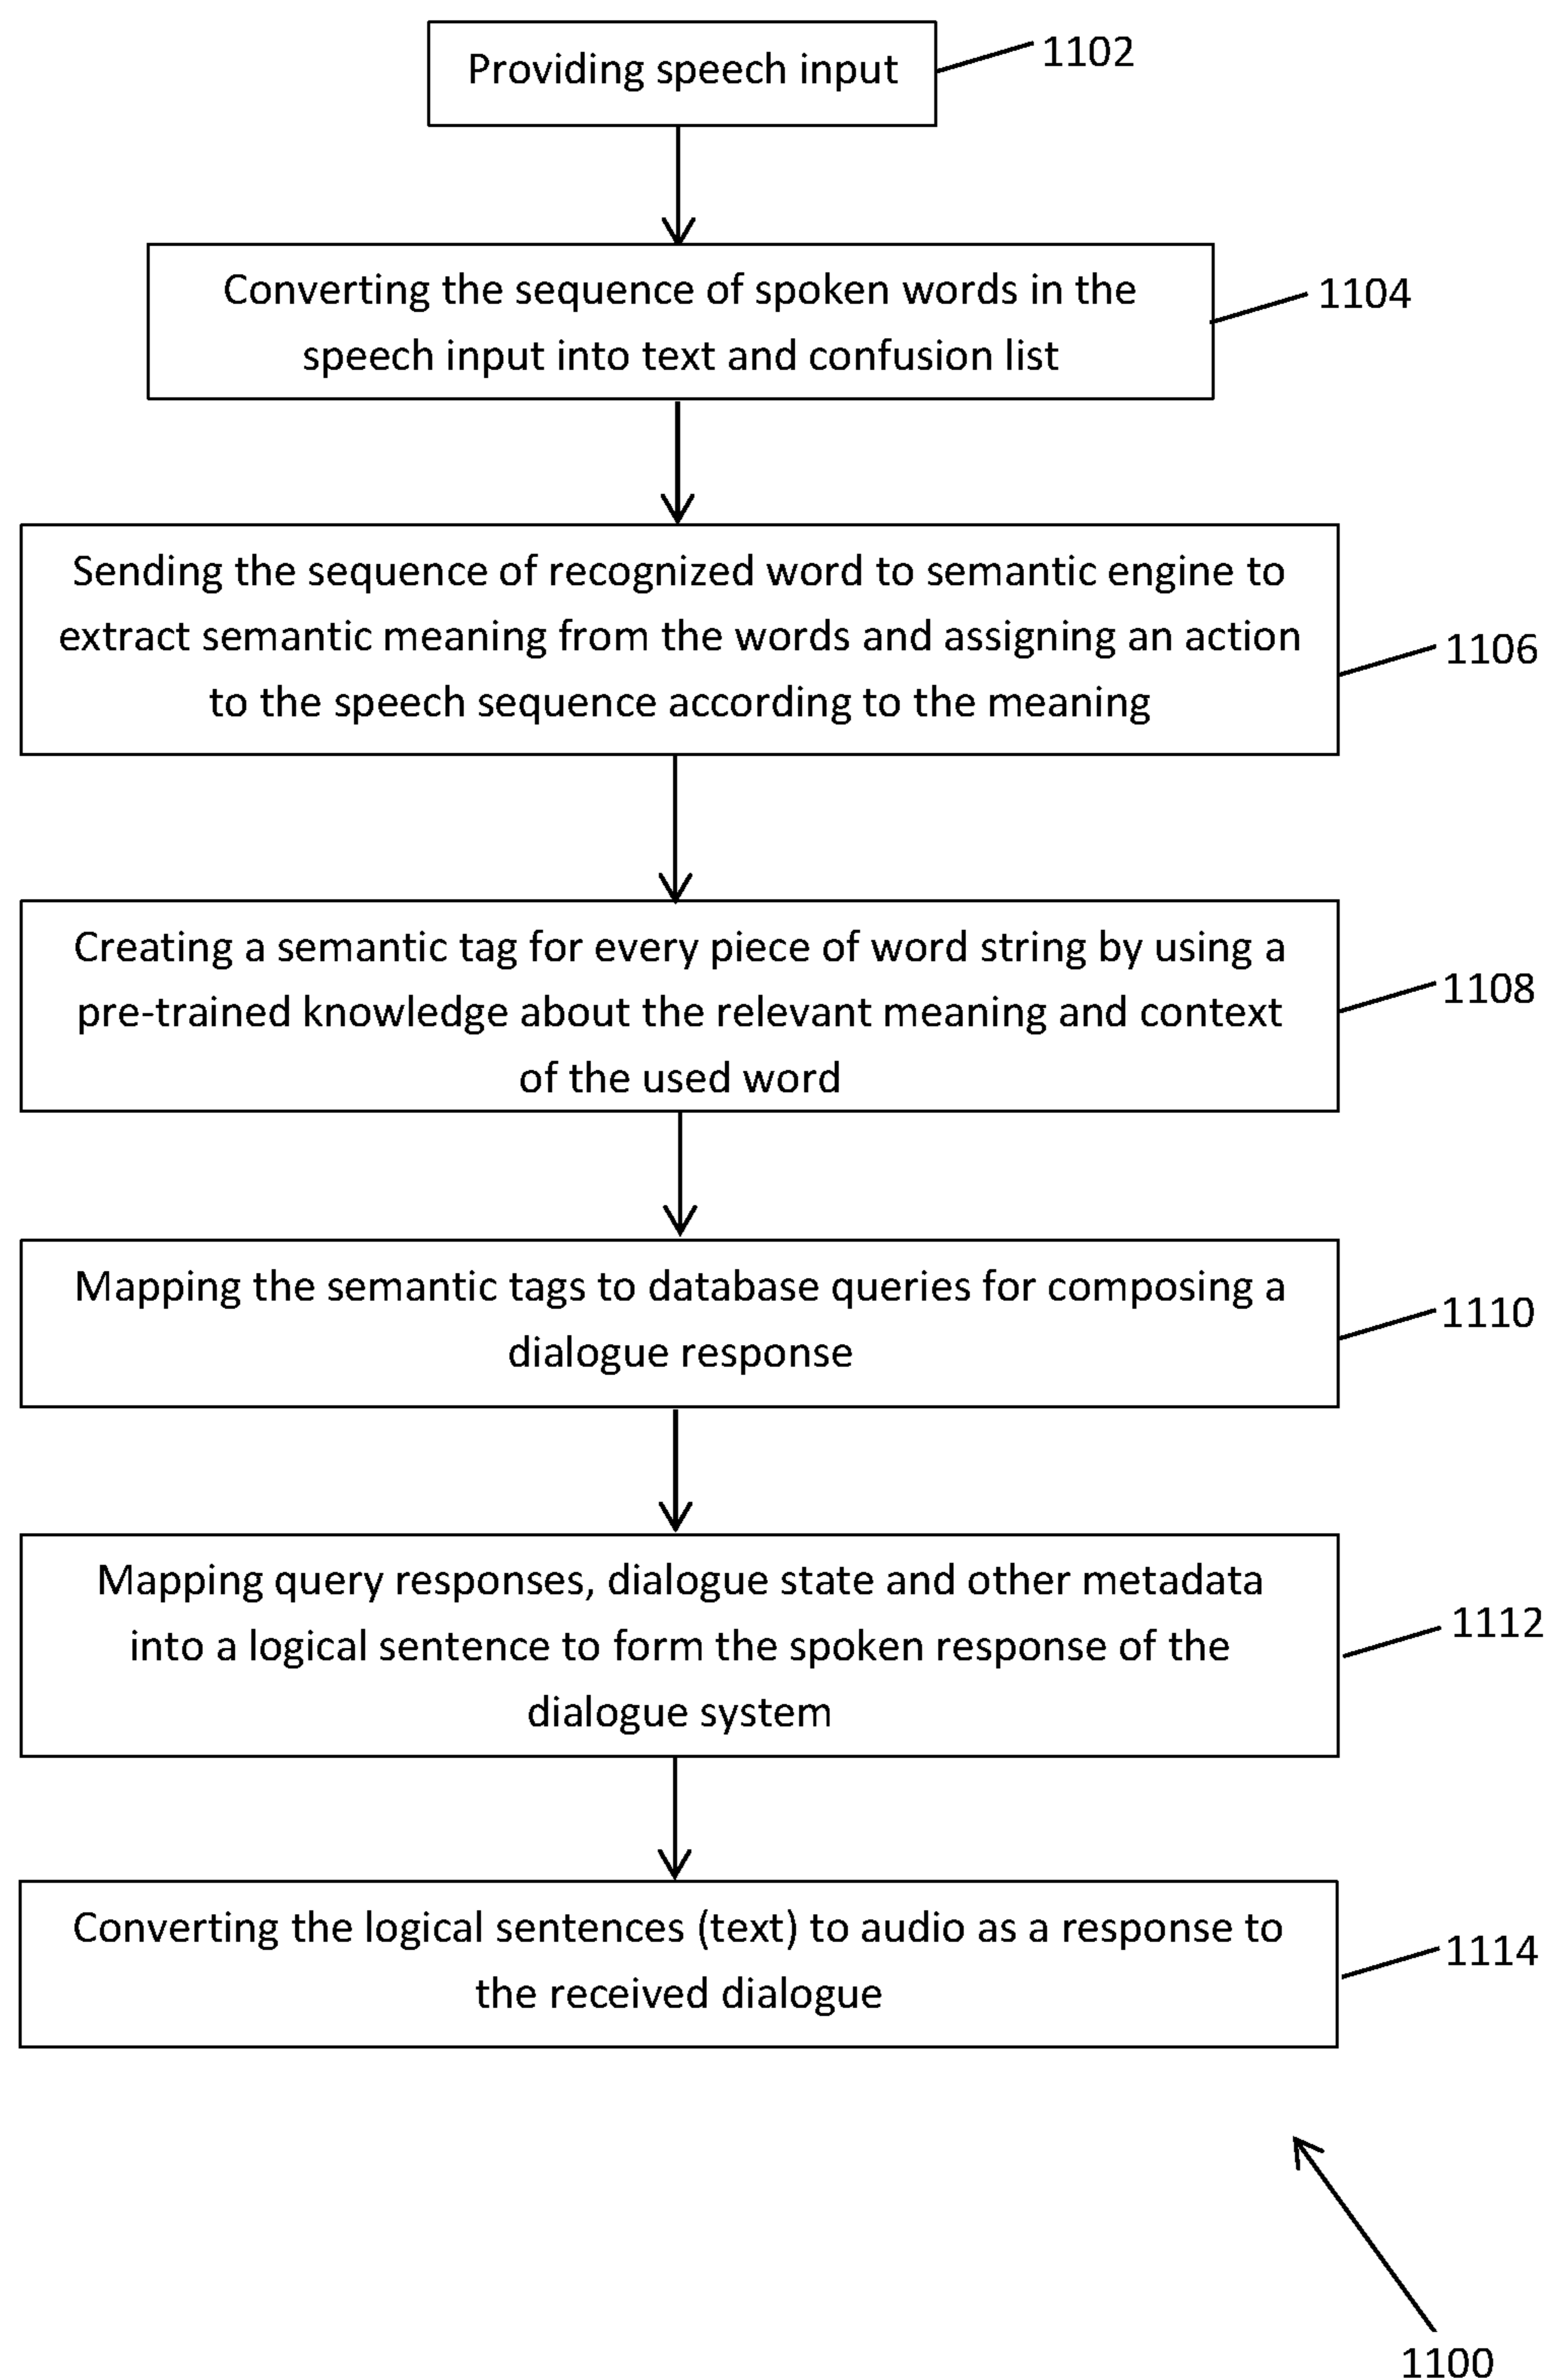 Providing speech input
1102
Converting the sequence of spoken words in the
speech input into text and confusion list
1104
Sending the sequence of recognized word to semantic engine to
extract semantic meaning from the words and assigning an action
to the speech sequence according to the meaning
1106
Creating a semantic tag for every piece of word string by using a
pre-trained knowledge about the relevant meaning and context
of the used word
1108
Mapping the semantic tags to database queries for composing a
dialogue response
1110
Mapping query responses, dialogue state and other metadata
into a logical sentence to form the spoken response of the
dialogue system
1112
Converting the logical sentences (text) to audio as a response to
the received dialogue
1114
1100